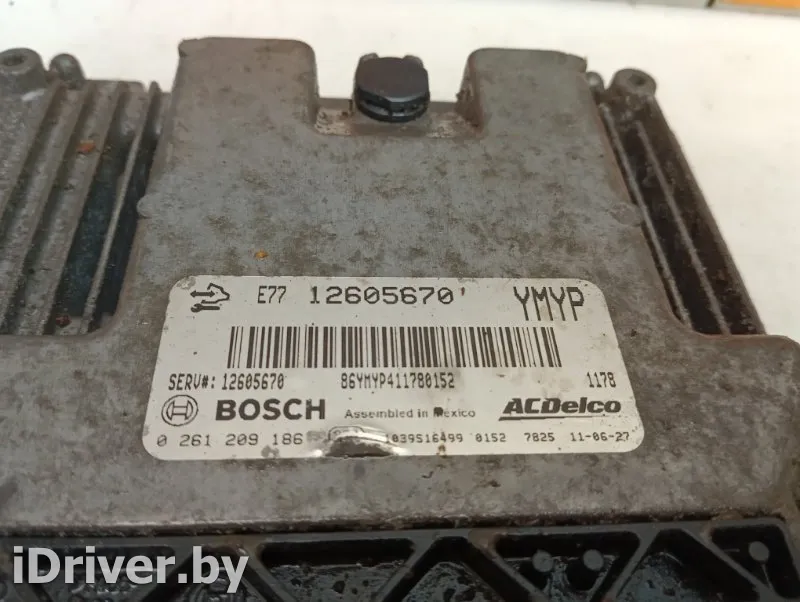 E77 12605670 YMYP
SERV#: 12605670 86YMYP411780152 1178
BOSCH Assembled in Mexico ACDelco
0 261 209 186 1039S16499 0152 7825 11-06-27
iDriver.by